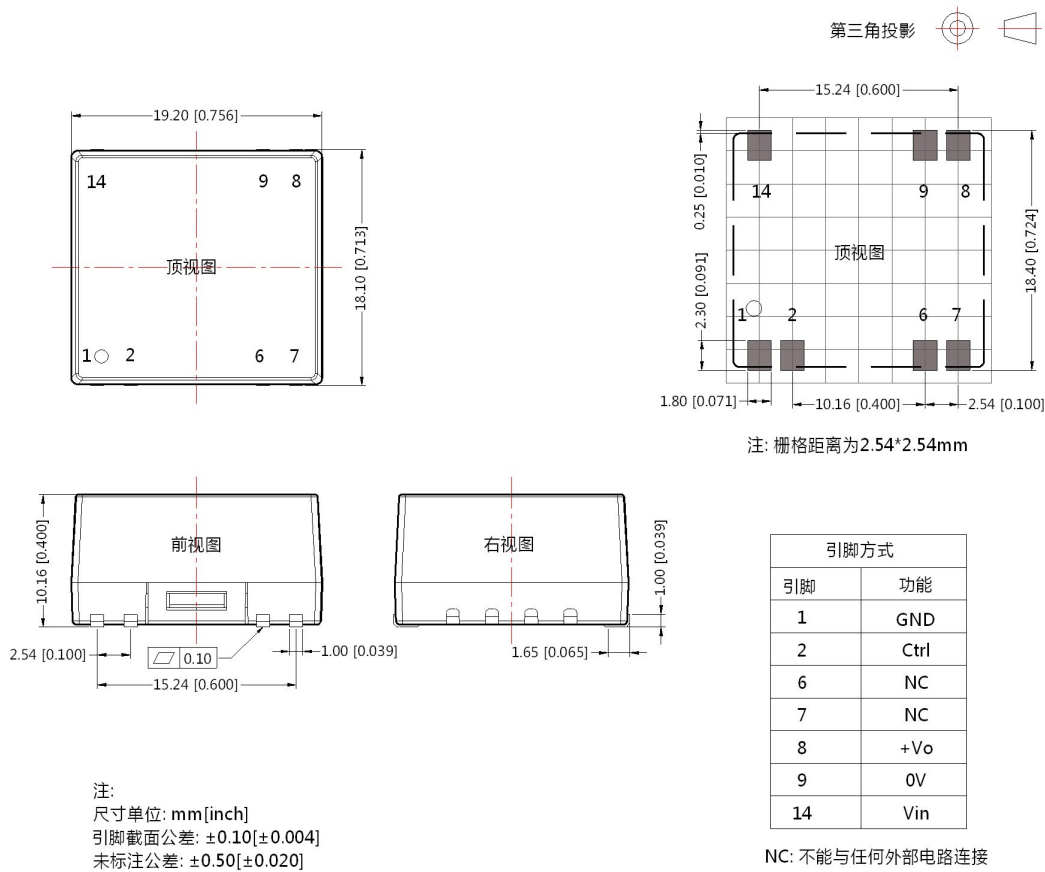 第三角投影
19.20 [0.756]
14 9 8
顶视图
1 2 6 7
18.10 [0.713]
15.24 [0.600]
0.25 [0.010]
14 9 8
顶视图
18.40 [0.724]
2.30 [0.091]
1 2 6 7
1.80 [0.071]
10.16 [0.400]
2.54 [0.100]
注: 栅格距离为2.54*2.54mm
10.16 [0.400]
前视图
2.54 [0.100]
0.10
1.00 [0.039]
15.24 [0.600]
右视图
1.00 [0.039]
1.65 [0.065]
引脚方式
引脚 功能
1 GND
2 Ctrl
6 NC
7 NC
8 +Vo
9 0V
14 Vin
NC: 不能与任何外部电路连接
注:
尺寸单位: mm[inch]
引脚截面公差: ±0.10[±0.004]
未标注公差: ±0.50[±0.020]